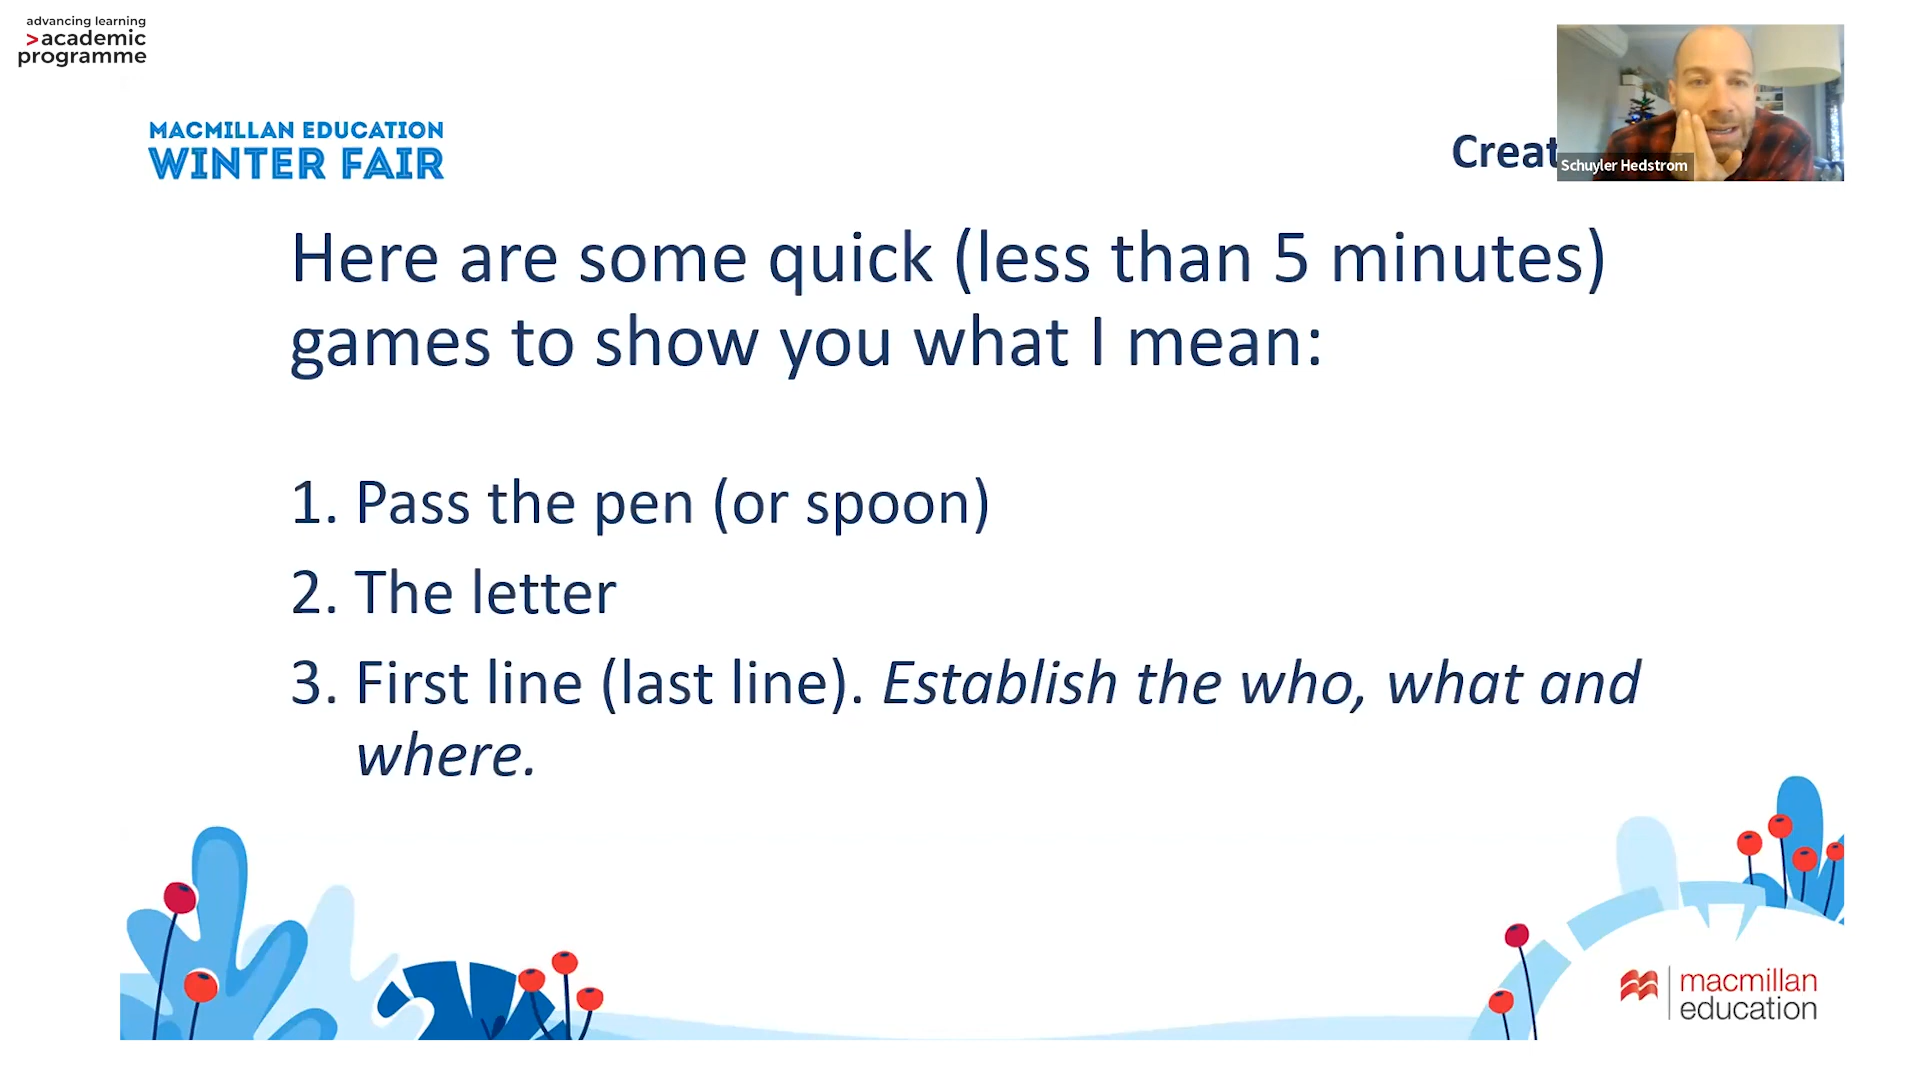 advancing learning
>academic
programme
MACMILLAN EDUCATION
WINTER FAIR
Creat
Schuyler Hedstrom
Here are some quick (less than 5 minutes)
games to show you what I mean:
1. Pass the pen (or spoon)
2. The letter
3. First line (last line). Establish the who, what and
where.
macmillan
education